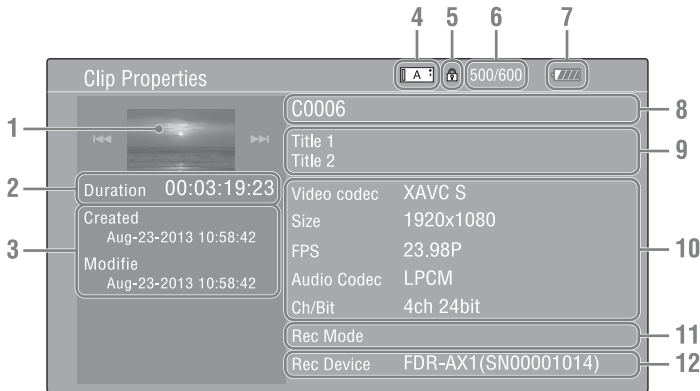 4 5 6 7
Clip Properties A 500/600
1
C0006 8
Title 1
Title 2
9
2 Duration 00:03:19:23
3
Created
Aug-23-2013 10:58:42
Modifie
Aug-23-2013 10:58:42
Video codec XAVC S
Size 1920x1080
FPS 23.98P
Audio Codec LPCM
Ch/Bit 4ch 24bit
10
Rec Mode 11
Rec Device FDR-AX1(SN00001014) 12